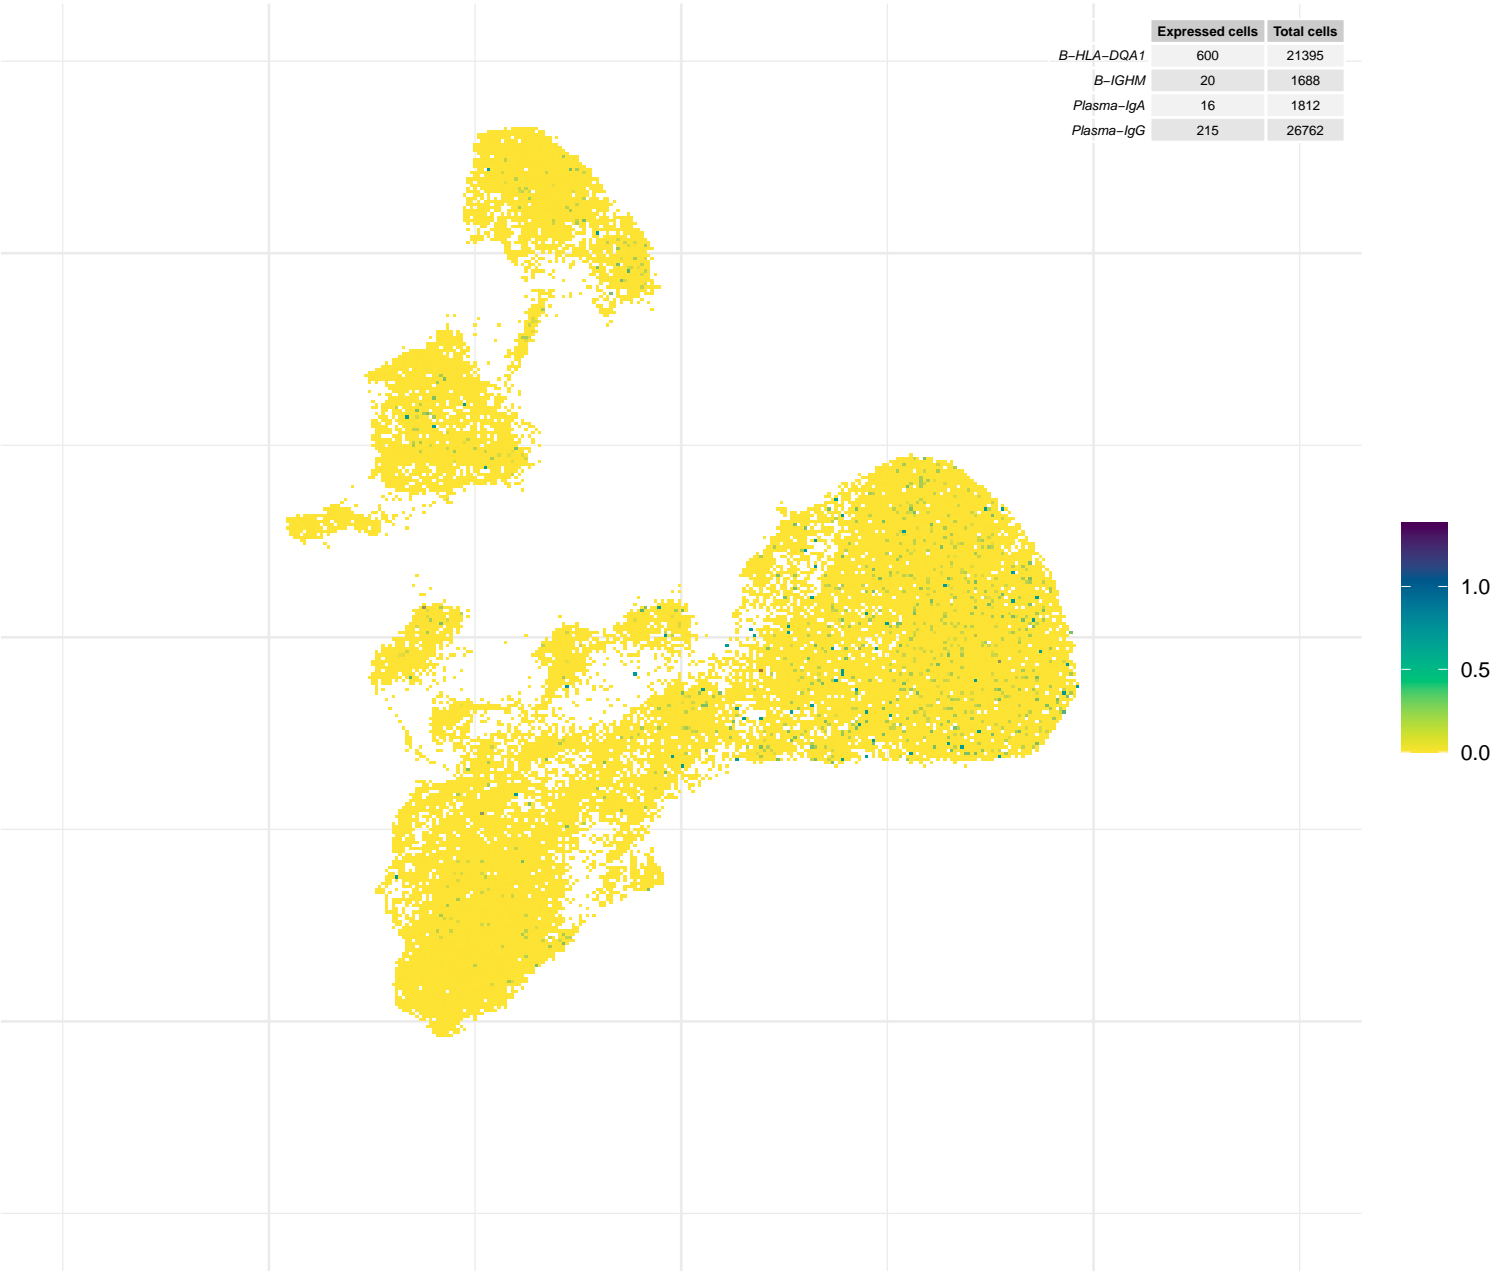 Expressed cells Total cells
B−HLA−DQA1 600 21395
B−IGHM 20 1688
Plasma−IgA 16 1812
Plasma−IgG 215 26762
1.0
0.5
0.0